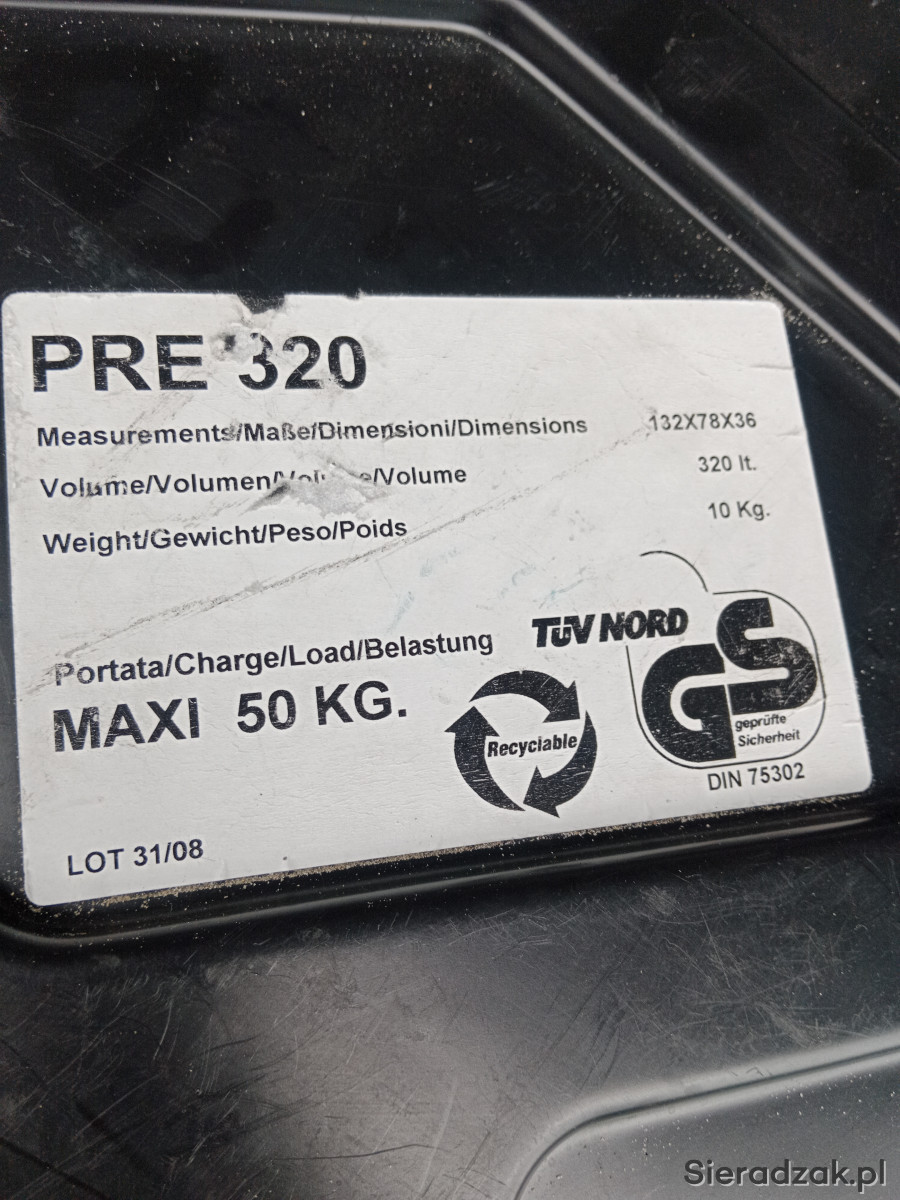 PRE 320
Measurements/Maße/Dimensioni/Dimensions 132X78X36
Volume/Volumen/ /Volume 320 lt.
Weight/Gewicht/Peso/Poids 10 Kg.
Portata/Charge/Load/Belastung
MAXI 50 KG.
LOT 31/08
Recyclable
TÜV NORD
GS
geprüfte
Sicherheit
DIN 75302
Sieradzak.pl